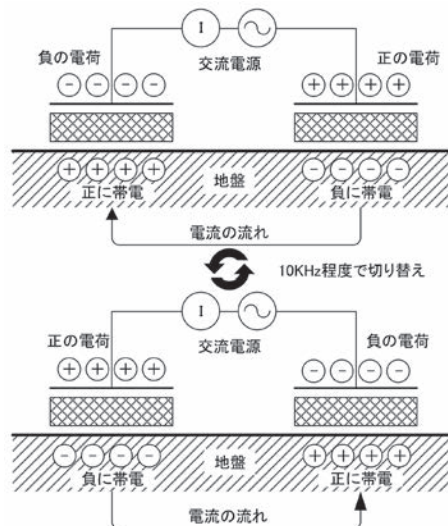 I
負の電荷
交流電源
正の電荷
正に帯電
地盤
負に帯電
電流の流れ
10KHz程度で切り替え
I
正の電荷
交流電源
負の電荷
負に帯電
地盤
正に帯電
電流の流れ